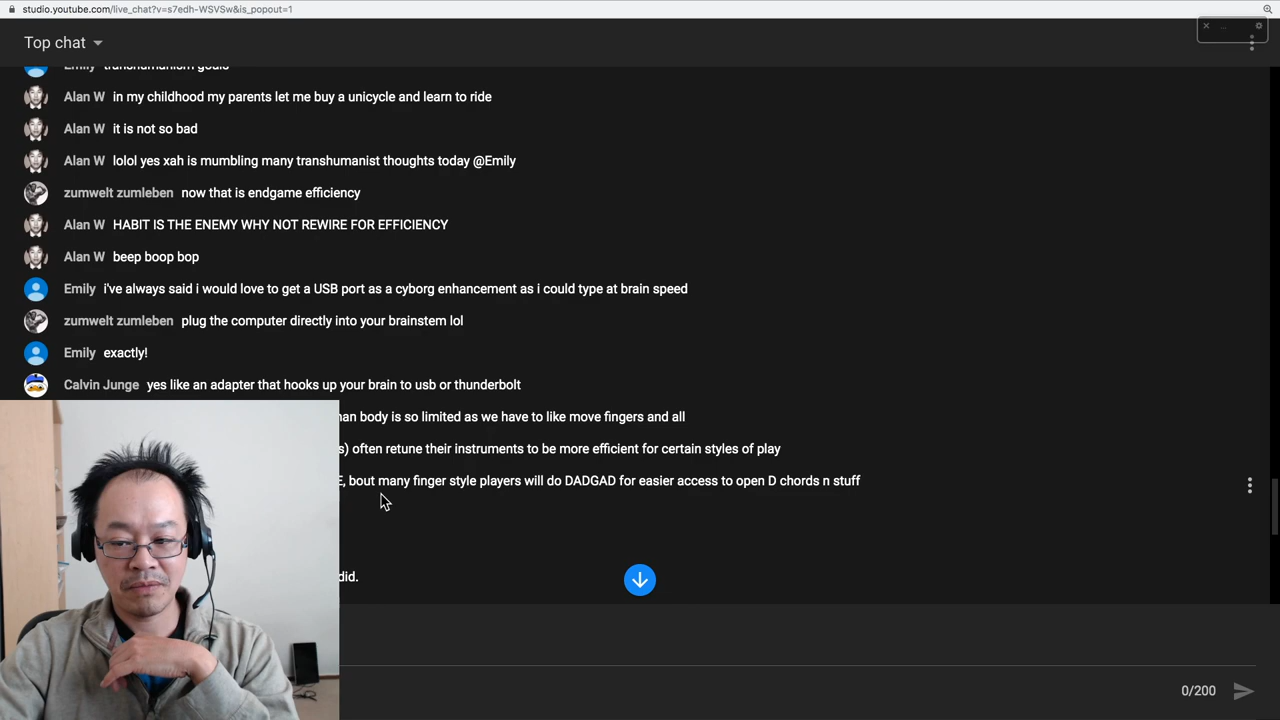 studio.youtube.com/live_chat?v=s7edh-WSVSw&is_popout=1
Top chat
Emily transhumanism goals
Alan W in my childhood my parents let me buy a unicycle and learn to ride
Alan W it is not so bad
Alan W lolol yes xah is mumbling many transhumanist thoughts today @Emily
zumwelt zumleben now that is endgame efficiency
Alan W HABIT IS THE ENEMY WHY NOT REWIRE FOR EFFICIENCY
Alan W beep boop bop
Emily i've always said i would love to get a USB port as a cyborg enhancement as i could type at brain speed
zumwelt zumleben plug the computer directly into your brainstem lol
Emily exactly!
Calvin Junge yes like an adapter that hooks up your brain to usb or thunderbolt
body is so limited as we have to like move fingers and all
s) often retune their instruments to be more efficient for certain styles of play
E, bout many finger style players will do DADGAD for easier access to open D chords n stuff
did.
0/200